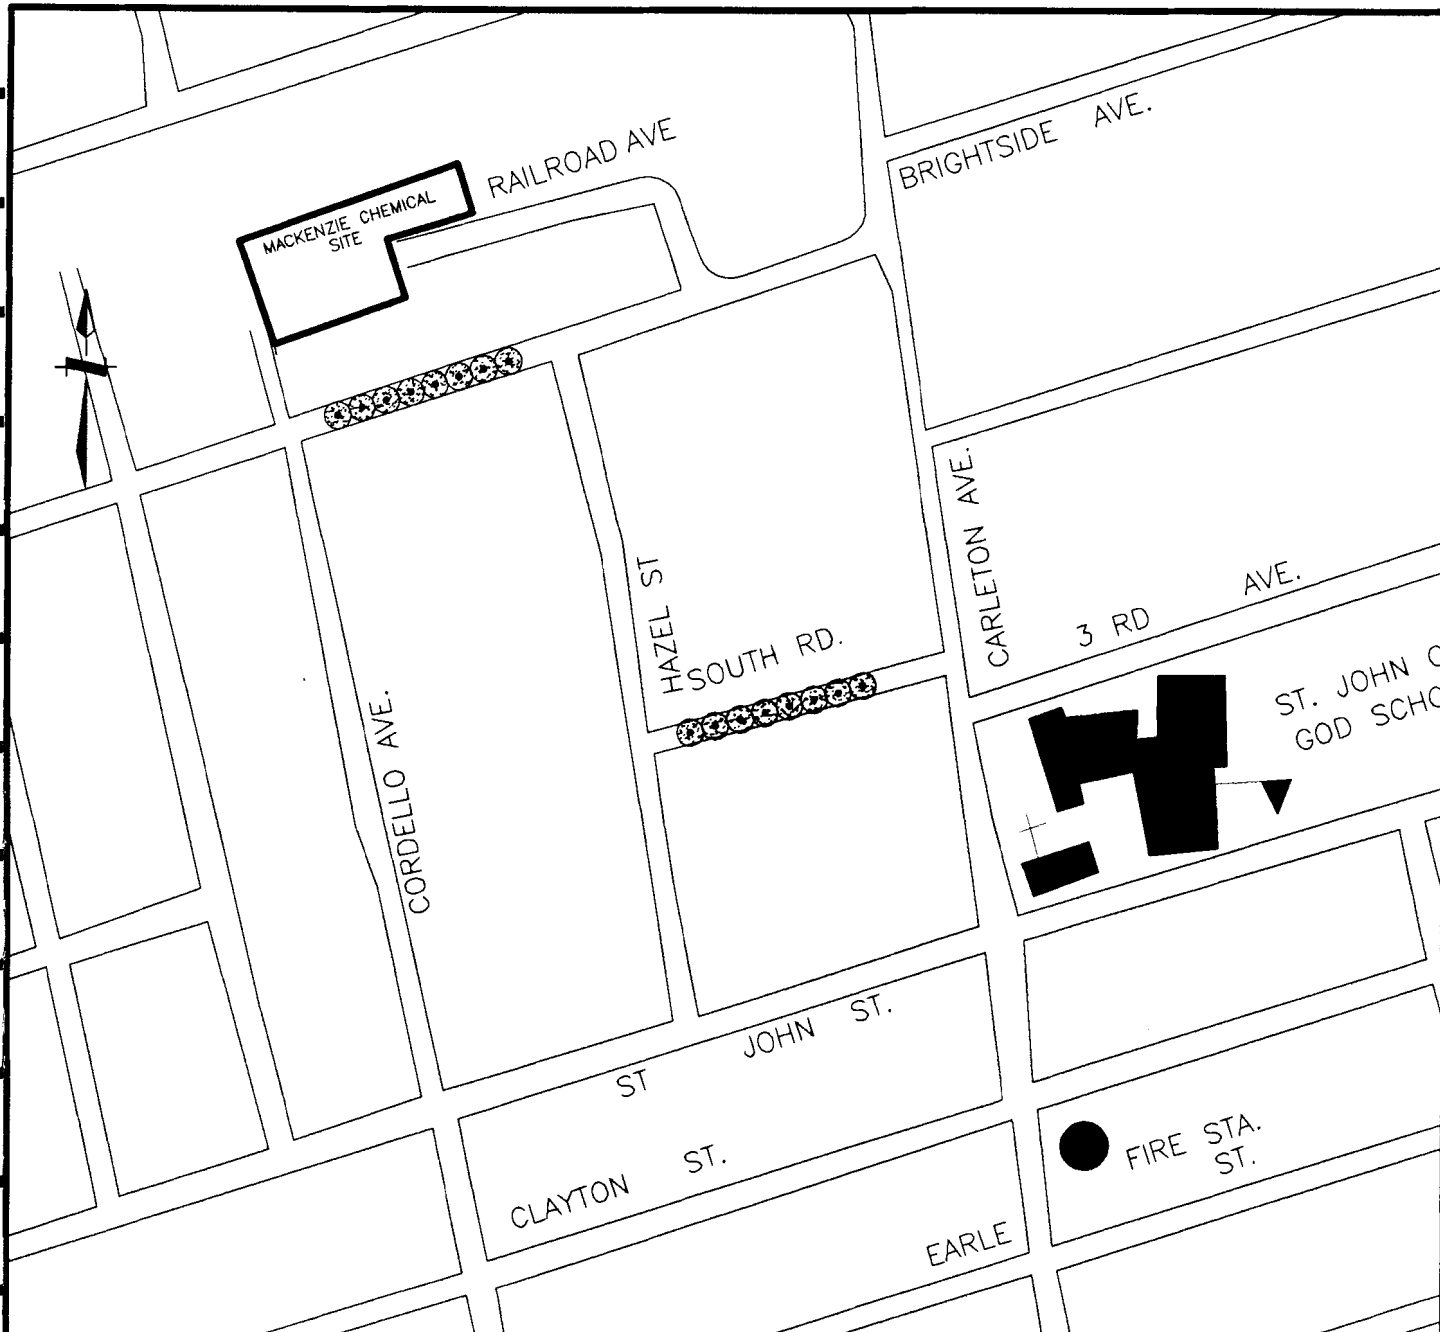 BRIGHTSIDE AVE.
RAILROAD AVE
MACKENZIE CHEMICAL
SITE
CARLETON AVE.
HAZEL ST
3 RD AVE.
SOUTH RD.
ST. JOHN O
GOD SCHO
CORDELLO AVE.
ST JOHN ST.
CLAYTON ST.
FIRE STA.
EARLE ST.